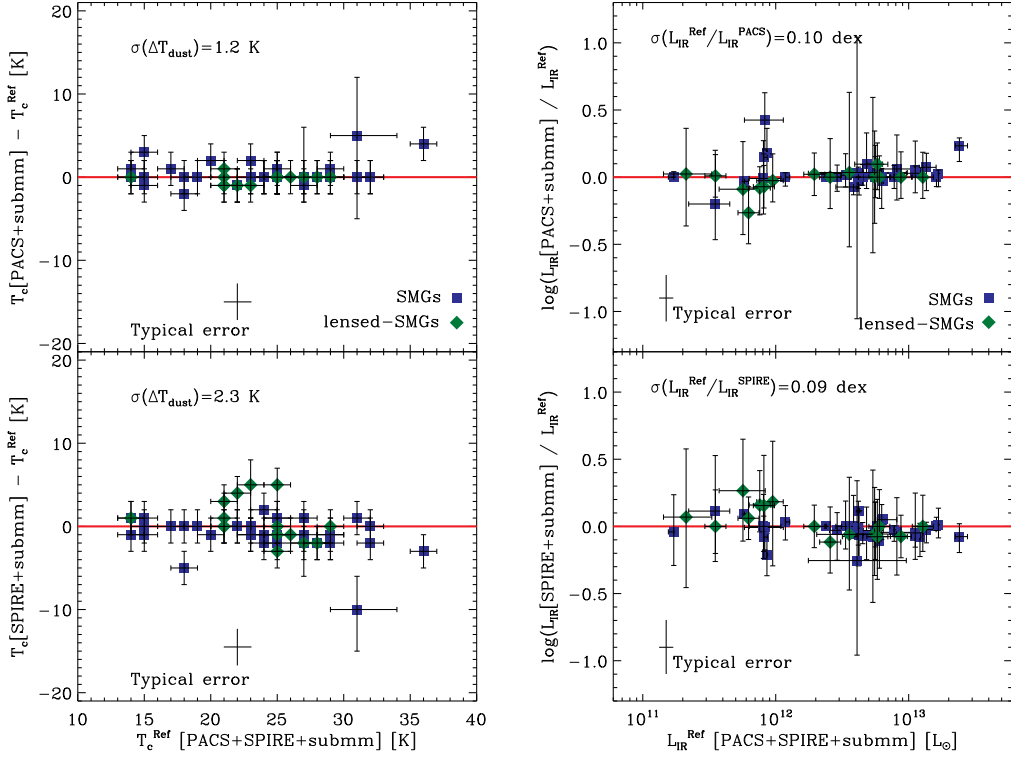 20
10
0
−10
−20
T_c[PACS+submm] − T_c^Ref [K]
σ(ΔT_dust)=1.2 K
SMGs
lensed−SMGs
Typical error
1.0
0.5
0.0
−0.5
−1.0
log(L_IR[PACS+submm] / L_IR^Ref)
σ(L_IR^Ref/L_IR^PACS)=0.10 dex
SMGs
lensed−SMGs
Typical error
20
10
0
−10
−20
T_c[SPIRE+submm] − T_c^Ref [K]
σ(ΔT_dust)=2.3 K
Typical error
10 15 20 25 30 35 40
T_c^Ref [PACS+SPIRE+submm] [K]
1.0
0.5
0.0
−0.5
−1.0
log(L_IR[SPIRE+submm] / L_IR^Ref)
σ(L_IR^Ref/L_IR^SPIRE)=0.09 dex
Typical error
10^11 10^12 10^13
L_IR^Ref [PACS+SPIRE+submm] [L_⊙]